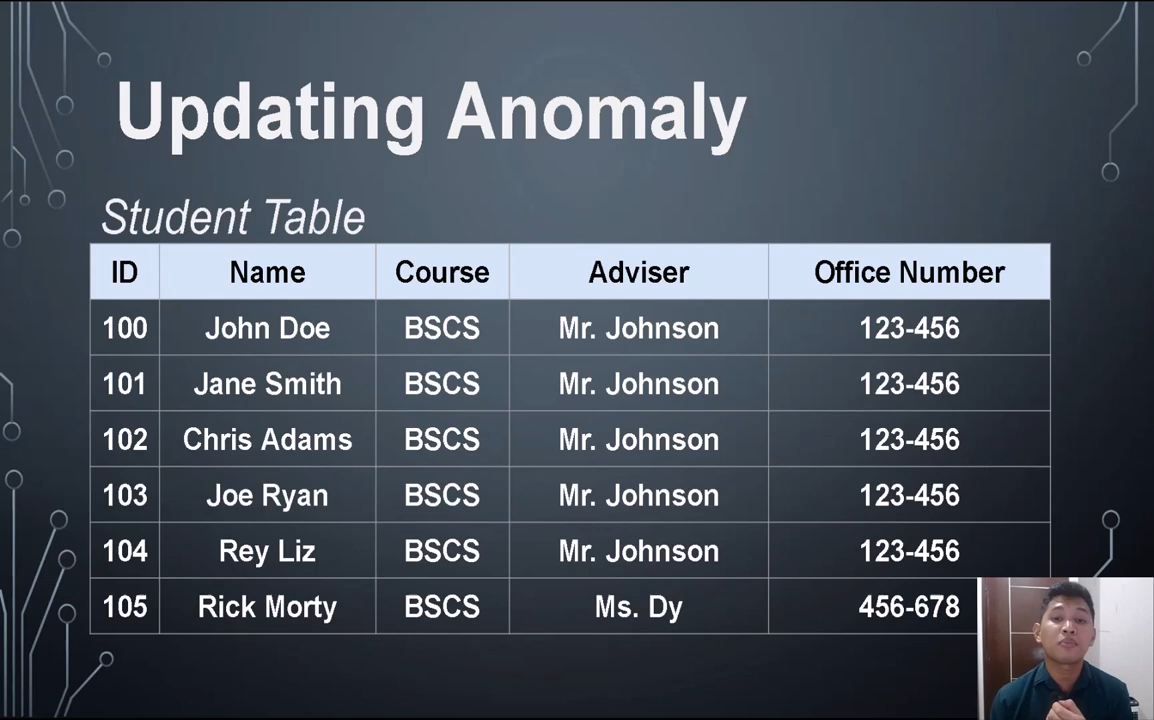 Updating Anomaly
Student Table
ID Name Course Adviser Office Number
100 John Doe BSCS Mr. Johnson 123-456
101 Jane Smith BSCS Mr. Johnson 123-456
102 Chris Adams BSCS Mr. Johnson 123-456
103 Joe Ryan BSCS Mr. Johnson 123-456
104 Rey Liz BSCS Mr. Johnson 123-456
105 Rick Morty BSCS Ms. Dy 456-678